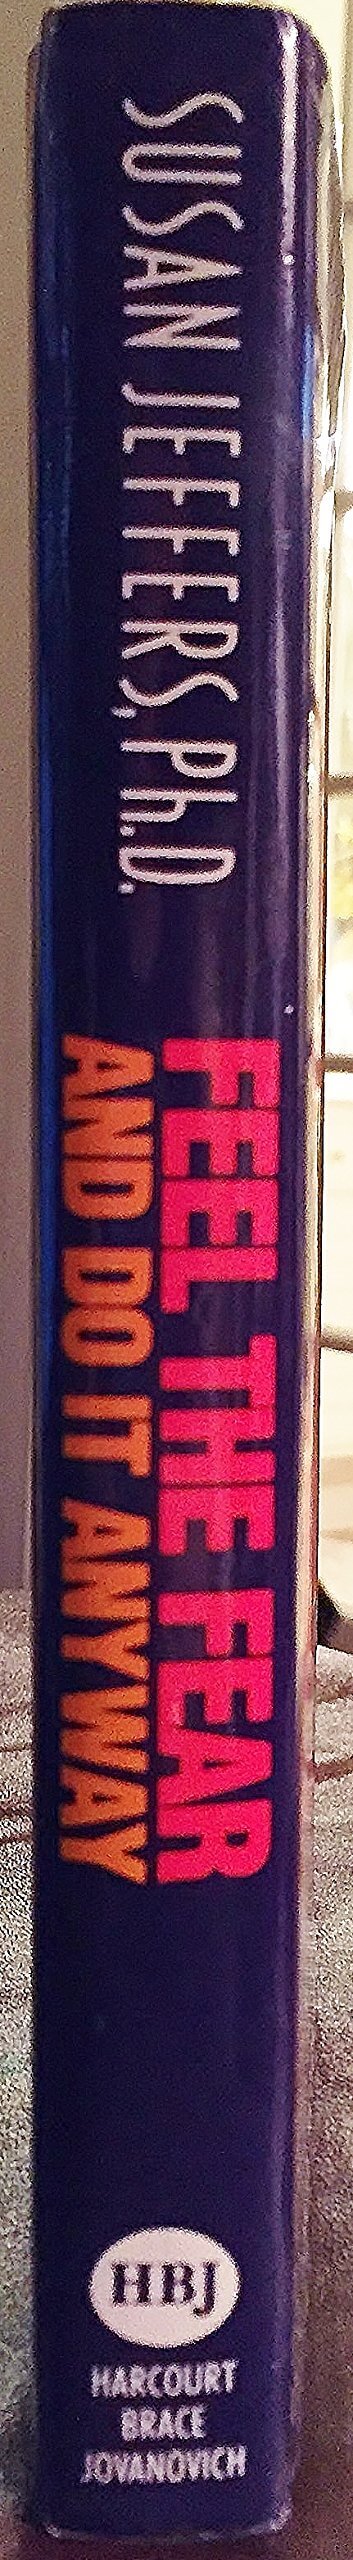 SUSAN JEFFERS, Ph.D.
FEEL THE FEAR
AND DO IT ANYWAY
HBJ
HARCOURT
BRACE
JOVANOVICH